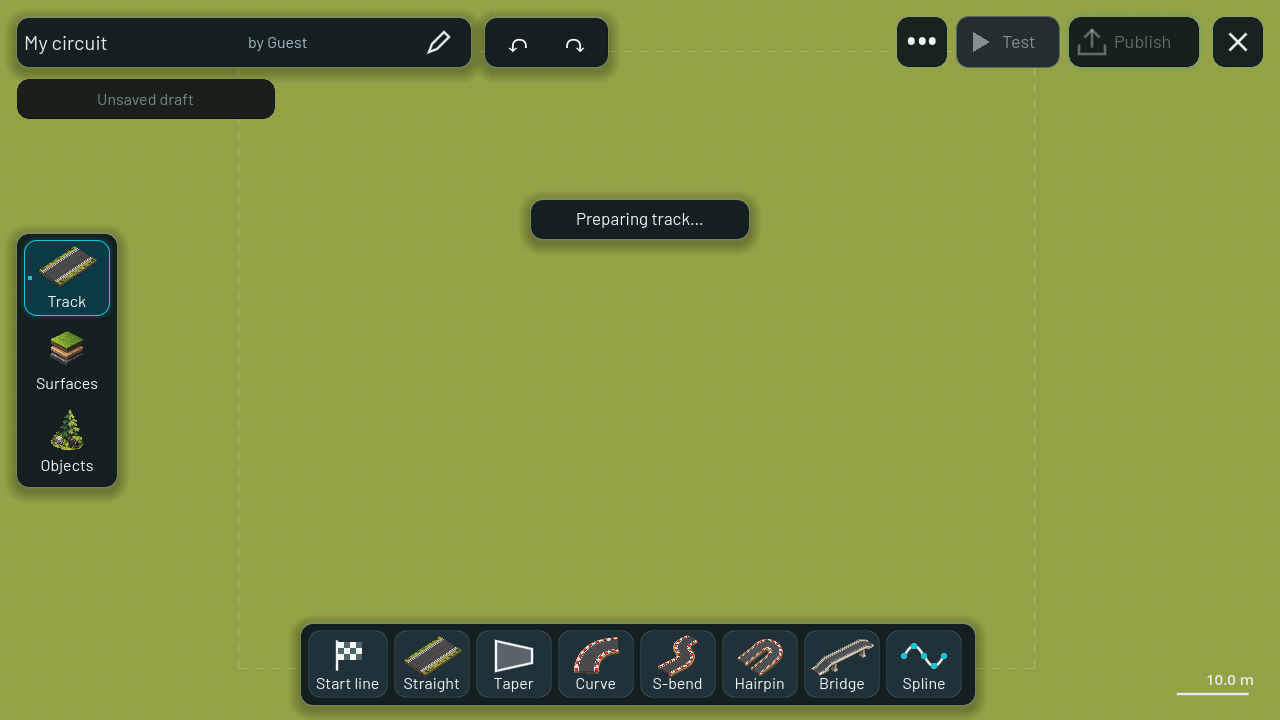 My circuit
by Guest
Test
Publish
Unsaved draft
Preparing track...
Track
Surfaces
Objects
Start line
Straight
Taper
Curve
S-bend
Hairpin
Bridge
Spline
10.0 m